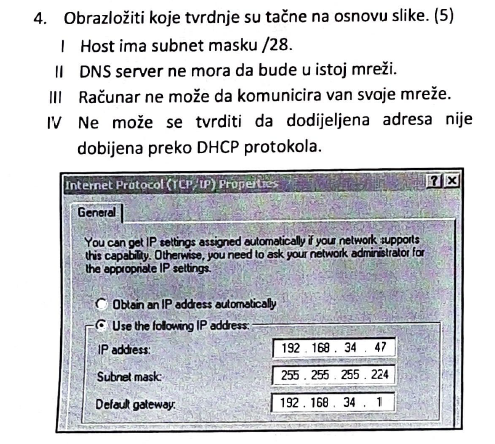 4. Obrazložiti koje tvrdnje su tačne na osnovu slike. (5)
I Host ima subnet masku /28.
II DNS server ne mora da bude u istoj mreži.
III Računar ne može da komunicira van svoje mreže.
IV Ne može se tvrditi da dodijeljena adresa nije
dobijena preko DHCP protokola.
Internet Protocol (TCP/IP) Properties
General
You can get IP settings assigned automatically if your network supports
this capability. Otherwise, you need to ask your network administrator for
the appropriate IP settings.
Obtain an IP address automatically
Use the following IP address:
IP address: 192 . 168 . 34 . 47
Subnet mask: 255 . 255 . 255 . 224
Default gateway: 192 . 168 . 34 . 1